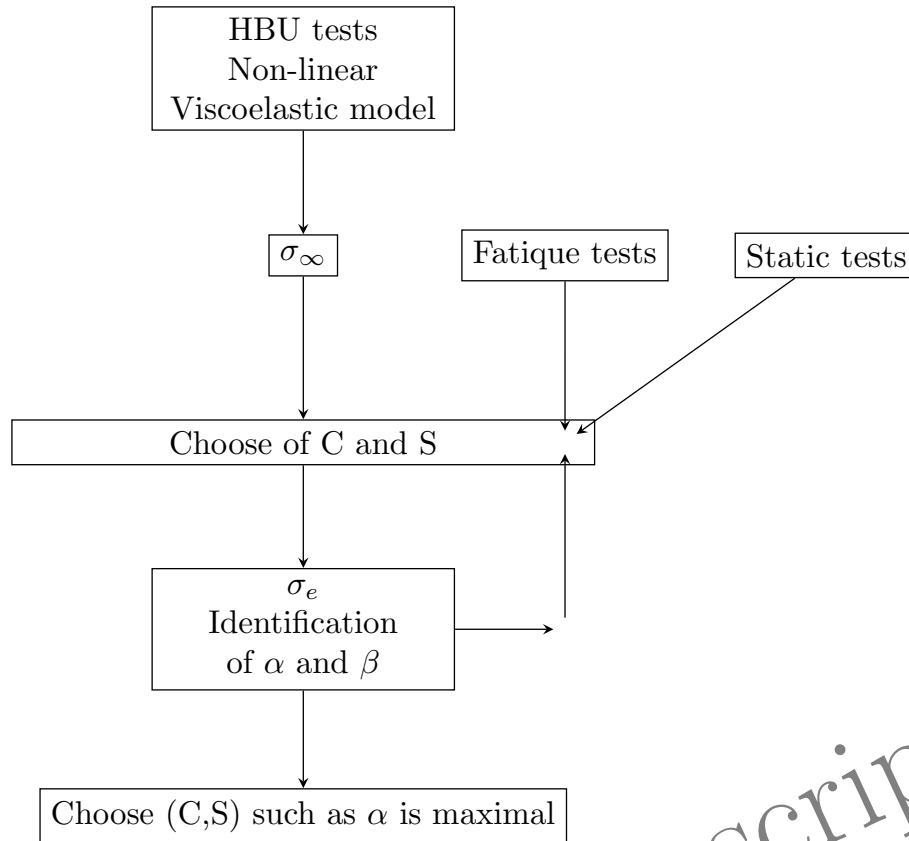 HBU tests
Non-linear
Viscoelastic model
σ∞
Fatique tests
Static tests
Choose of C and S
σe
Identification
of α and β
Choose (C,S) such as α is maximal
scrip